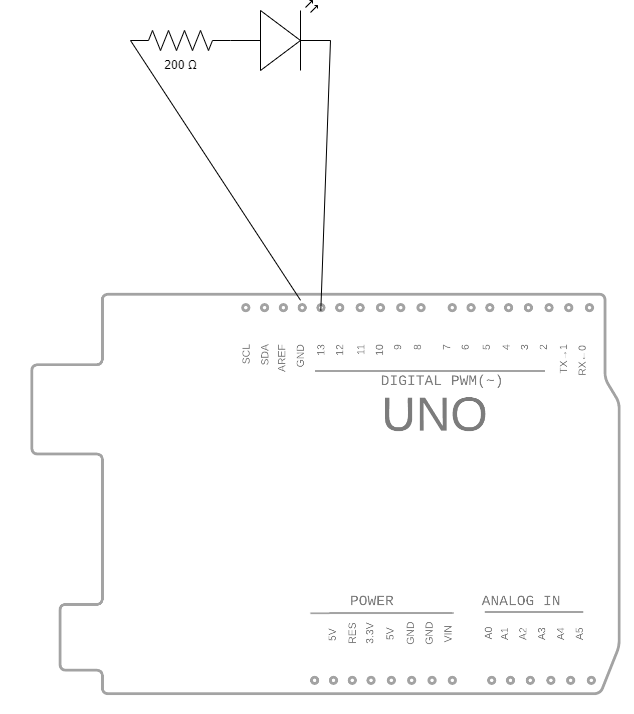 200 Ω
SCL SDA AREF GND 13 12 11 10 9 8 7 6 5 4 3 2 TX→1 RX←0
DIGITAL PWM(~)
UNO
POWER ANALOG IN
5V RES 3.3V 5V GND GND VIN A0 A1 A2 A3 A4 A5